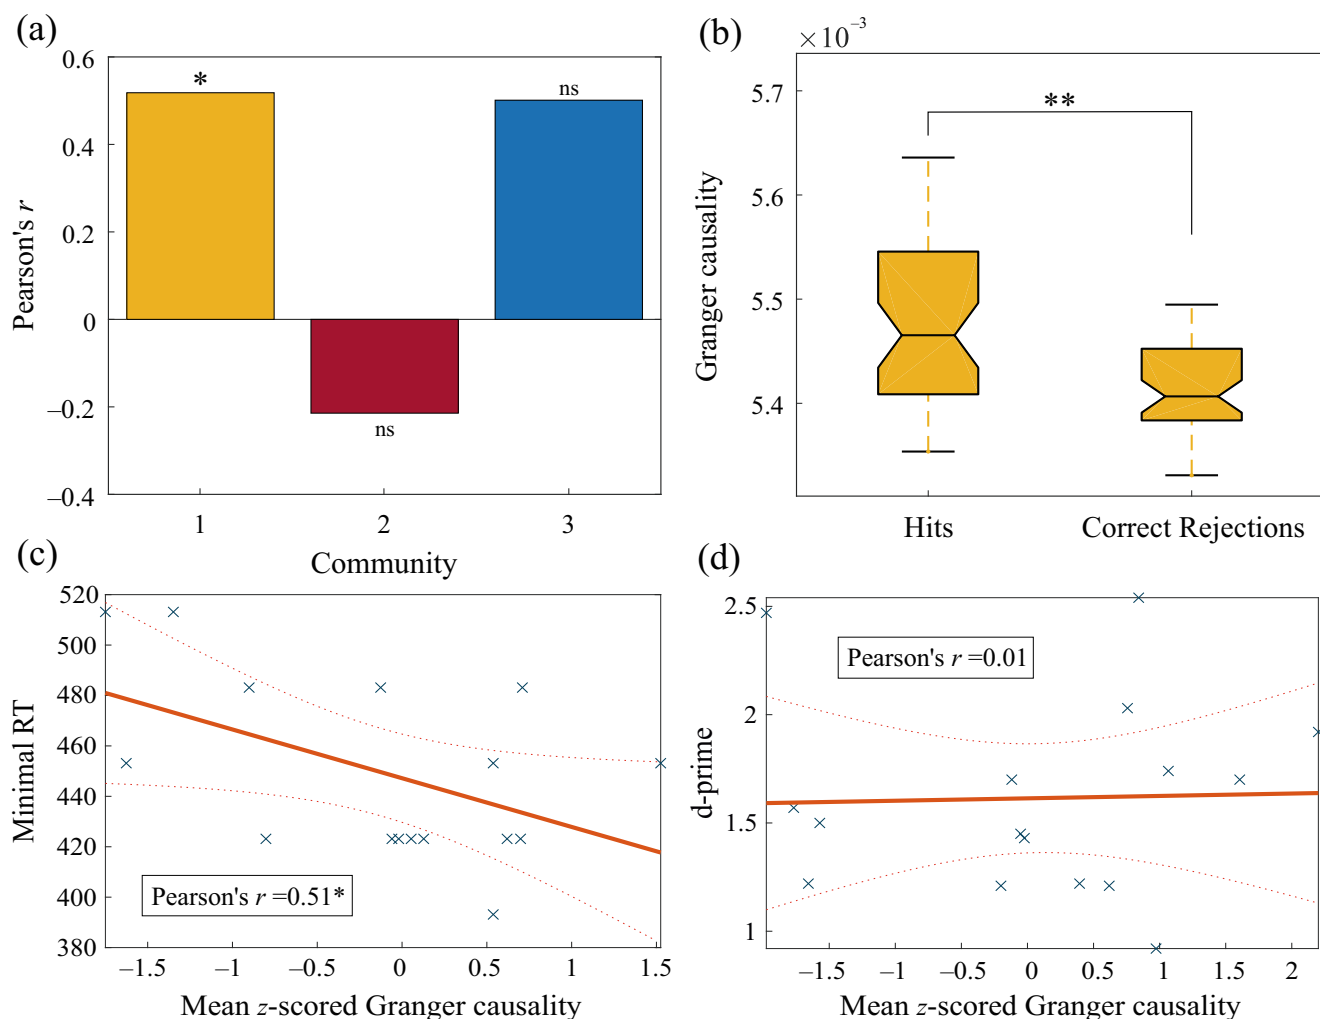 (a)
0.6
0.4
0.2
0
−0.2
−0.4
Pearson's r
*
ns
ns
1
2
3
Community
(b)
×10⁻³
5.7
5.6
5.5
5.4
Granger causality
**
Hits
Correct Rejections
(c)
520
500
480
460
440
420
400
380
Minimal RT
Pearson's r =0.51*
−1.5
−1
−0.5
0
0.5
1
1.5
Mean z-scored Granger causality
(d)
2.5
2
1.5
1
d-prime
Pearson's r =0.01
−1.5
−1
−0.5
0
0.5
1
1.5
2
Mean z-scored Granger causality